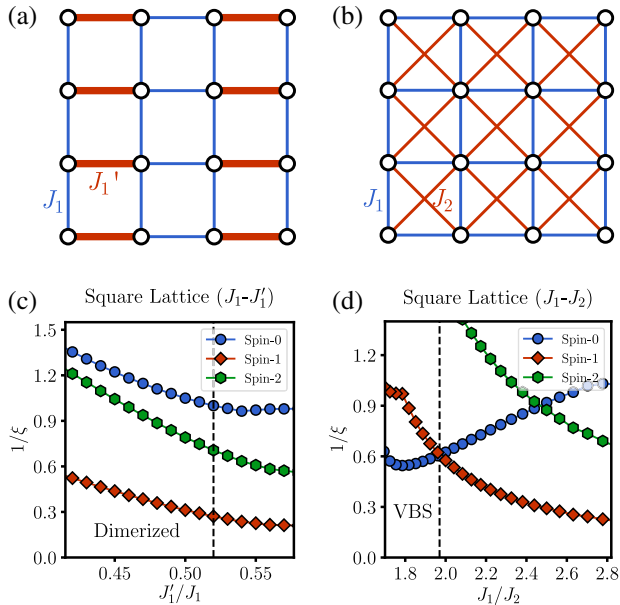 (a)
(b)
J₁
J₁'
J₁
J₂
(c) Square Lattice (J₁-J₁′)
1.5
1.2
0.9
0.6
0.3
0.0
1/ξ
Spin-0
Spin-1
Spin-2
Dimerized
0.45 0.50 0.55
J₁′/J₁
(d) Square Lattice (J₁-J₂)
1.2
0.9
0.6
0.3
0.0
1/ξ
Spin-0
Spin-1
Spin-2
VBS
1.8 2.0 2.2 2.4 2.6 2.8
J₁/J₂